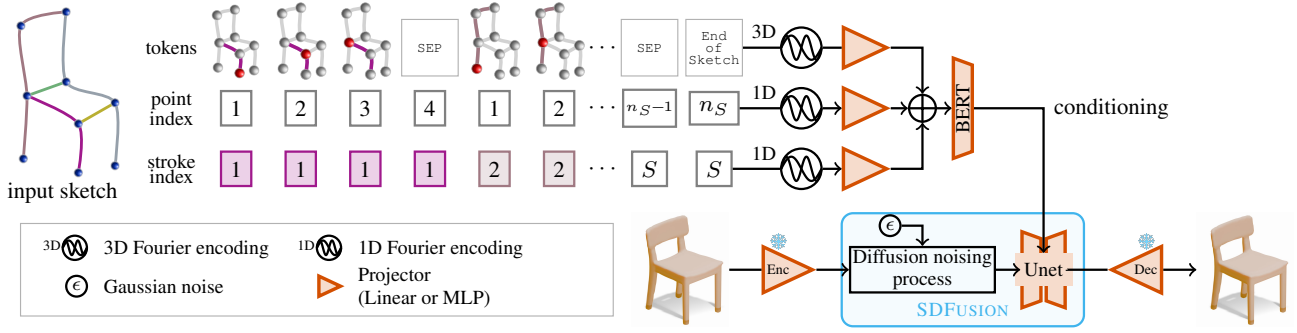 input sketch
tokens
SEP
...
SEP
End
of
Sketch
3D
point
index
1 2 3 4 1 2 ... n_S−1 n_S
1D
stroke
index
1 1 1 1 2 2 ... S S
1D
BERT
conditioning
3D 3D Fourier encoding
1D 1D Fourier encoding
ϵ Gaussian noise
Projector
(Linear or MLP)
Enc
ϵ
Diffusion noising
process
Unet
SDFUSION
Dec